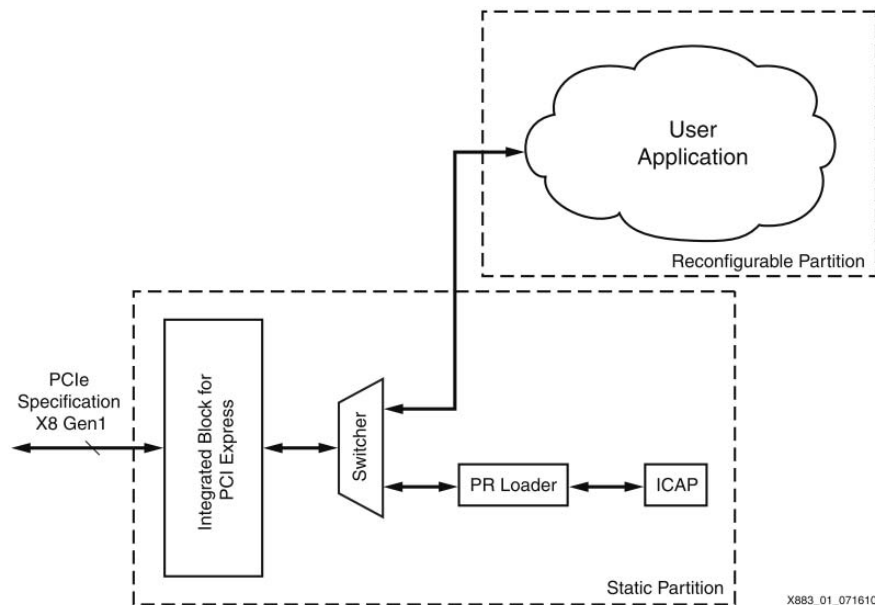 User
Application
Reconfigurable Partition
PCIe
Specification
X8 Gen1
Integrated Block for
PCI Express
Switcher
PR Loader
ICAP
Static Partition
X883_01_071610